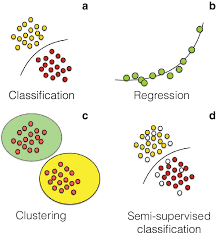 a
Classification
b
Regression
c
Clustering
d
Semi-supervised
classification